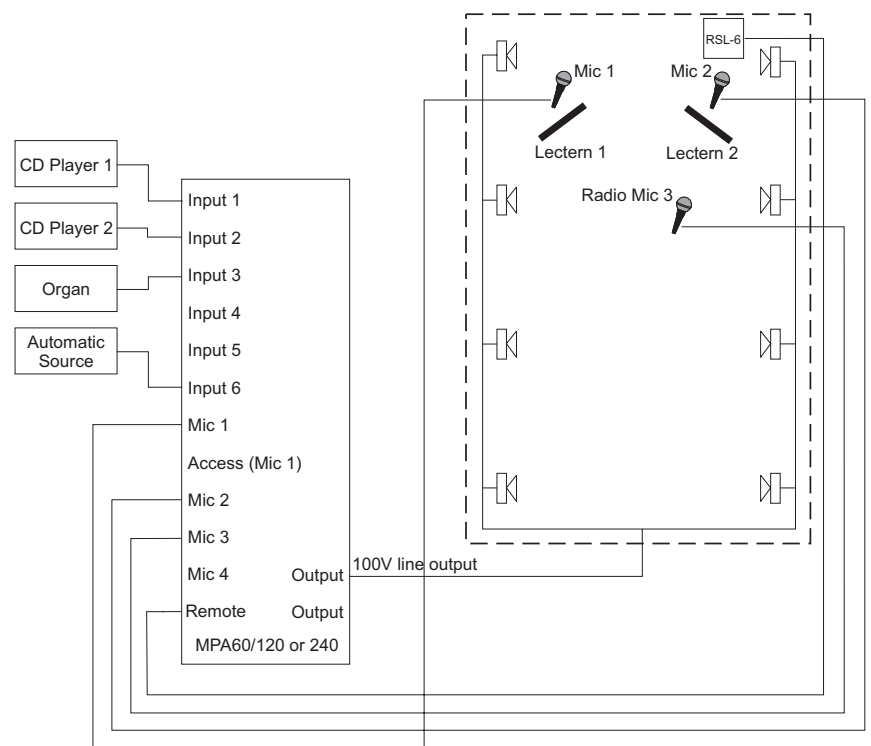 RSL-6
Mic 1
Mic 2
Lectern 1
Lectern 2
Radio Mic 3
CD Player 1
CD Player 2
Organ
Automatic
Source
Input 1
Input 2
Input 3
Input 4
Input 5
Input 6
Mic 1
Access (Mic 1)
Mic 2
Mic 3
Mic 4
Output
100V line output
Remote
Output
MPA60/120 or 240